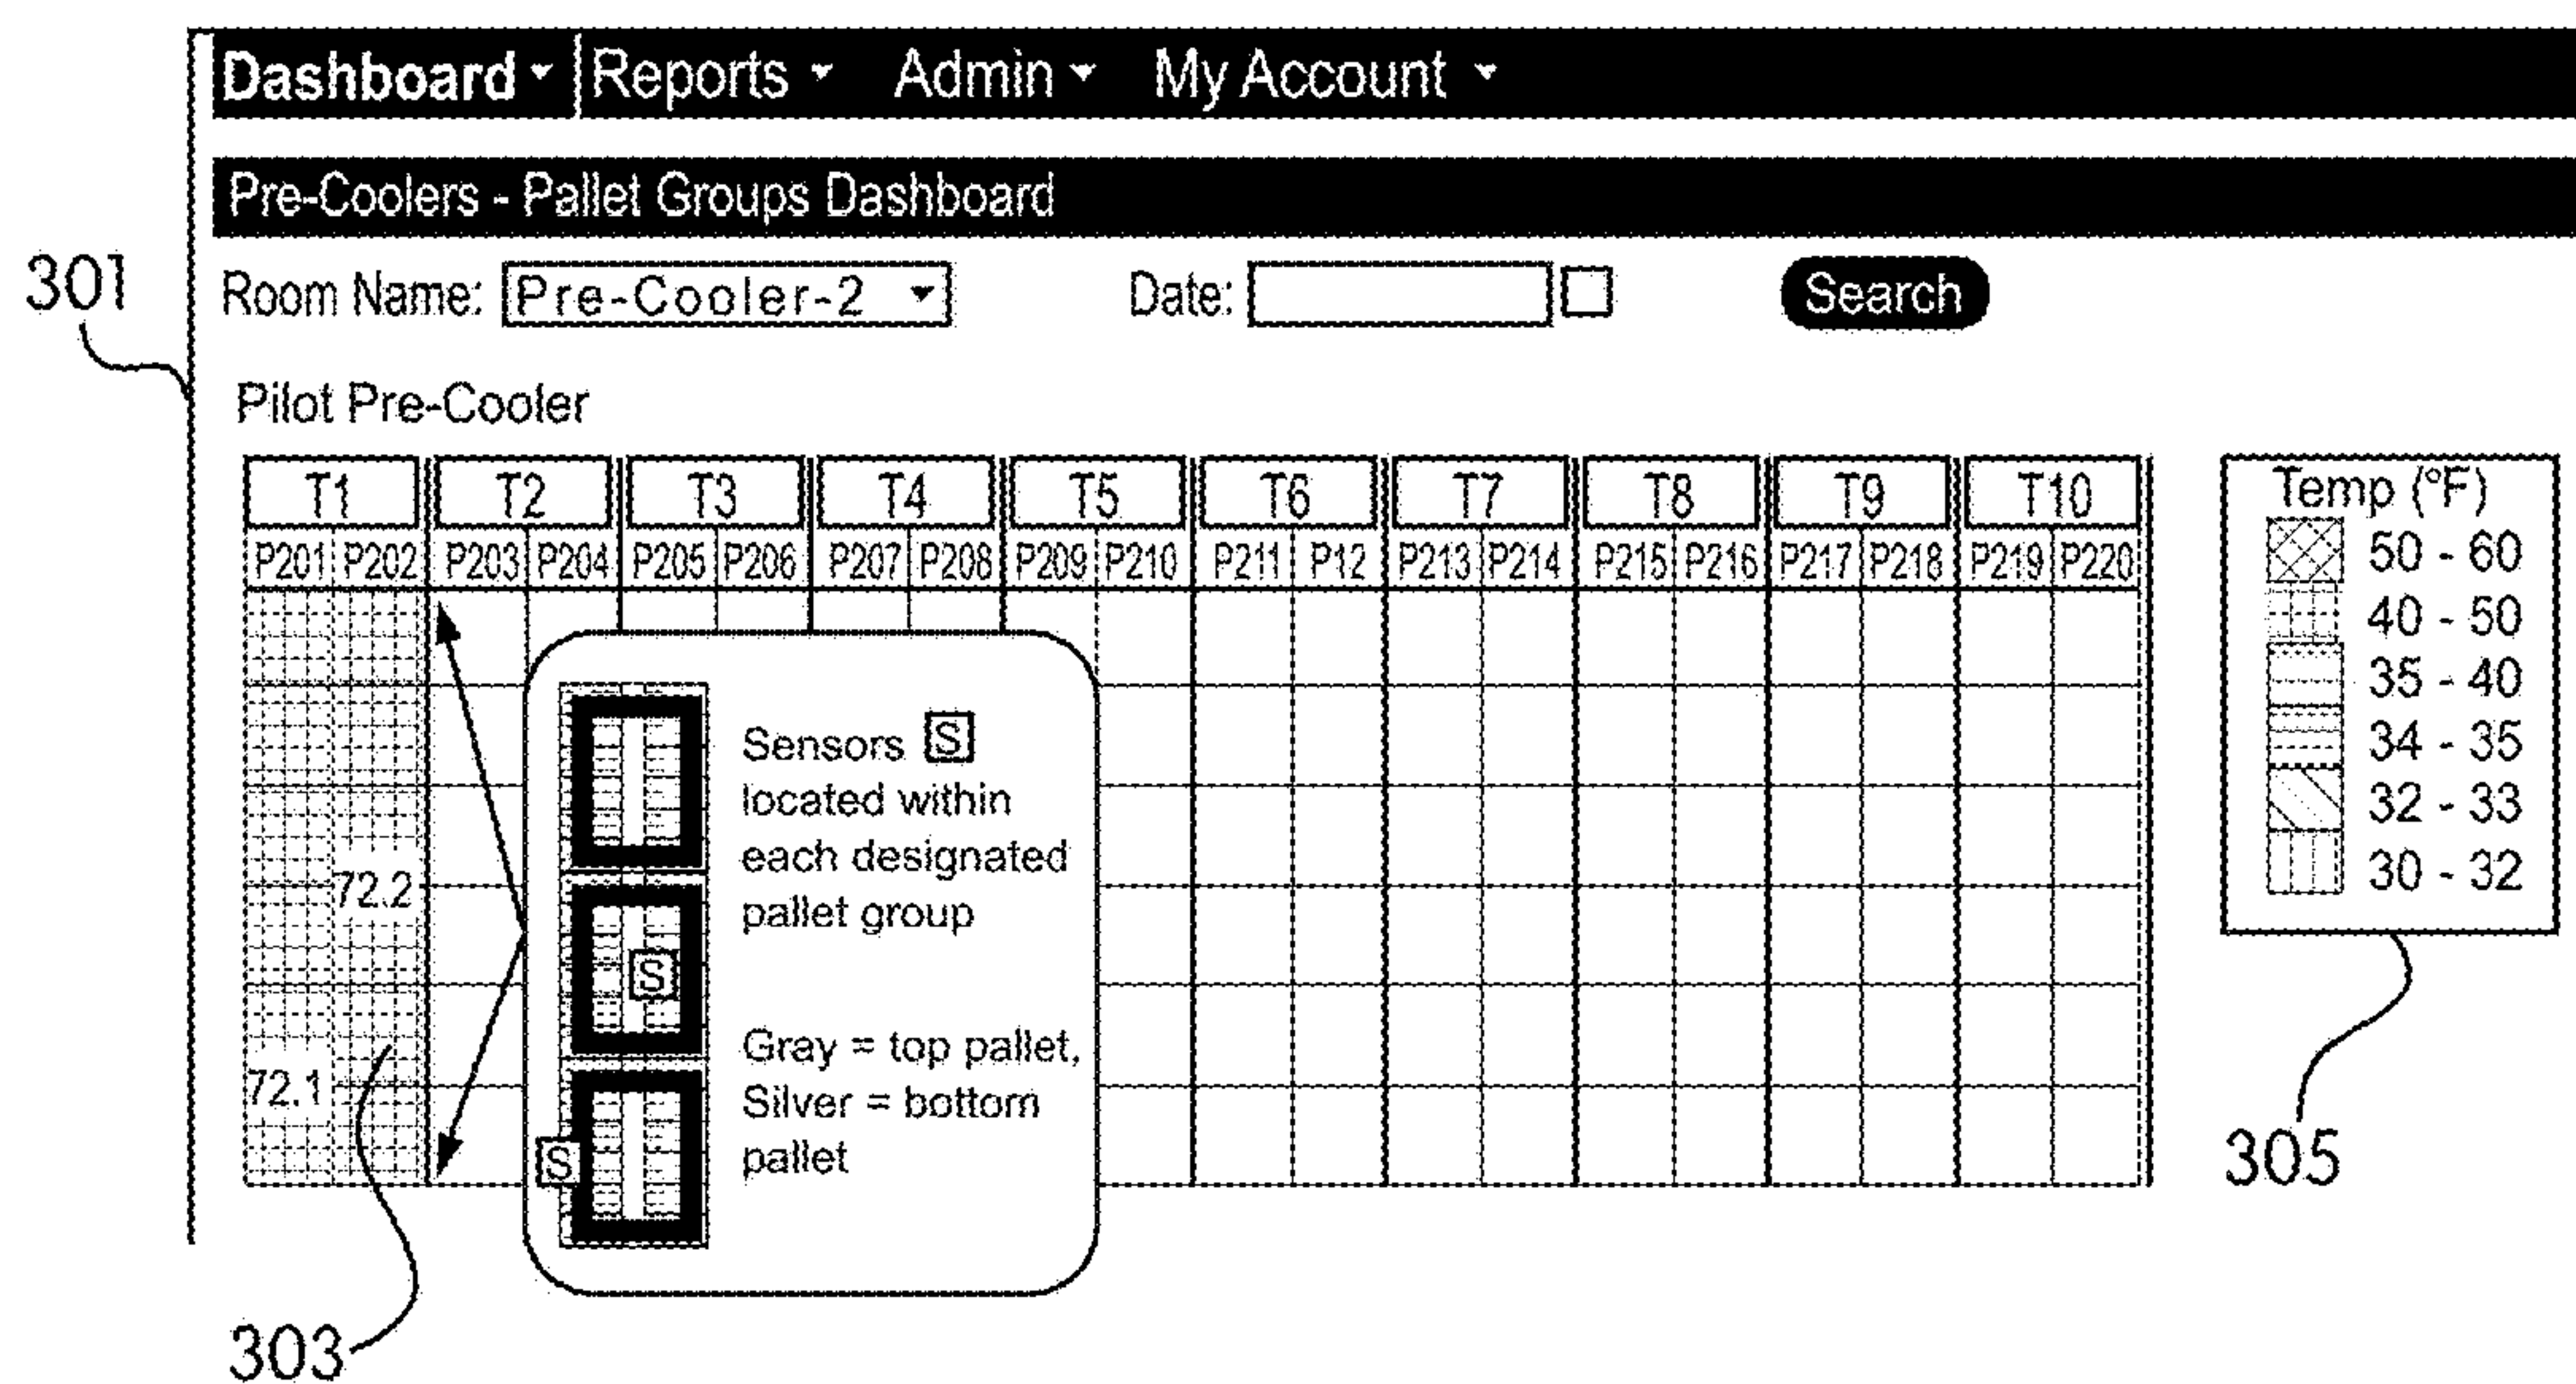 Dashboard Reports Admin My Account
Pre-Coolers - Pallet Groups Dashboard
301
Room Name: Pre-Cooler-2 Date: Search
Pilot Pre-Cooler
T1 T2 T3 T4 T5 T6 T7 T8 T9 T10
P201 P202 P203 P204 P205 P206 P207 P208 P209 P210 P211 P12 P213 P214 P215 P216 P217 P218 P219 P220
Temp (°F)
50 - 60
40 - 50
35 - 40
34 - 35
32 - 33
30 - 32
72.2
72.1
Sensors S
located within
each designated
pallet group
S
Gray = top pallet,
Silver = bottom
pallet
S
305
303